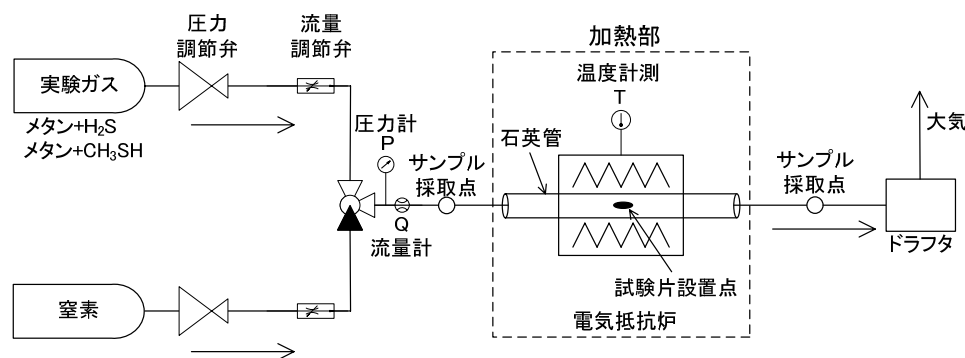 圧力
調節弁
流量
調節弁
実験ガス
メタン+H₂S
メタン+CH₃SH
圧力計
P
サンプル
採取点
Q
流量計
加熱部
温度計測
T
石英管
試験片設置点
電気抵抗炉
サンプル
採取点
大気
ドラフタ
窒素